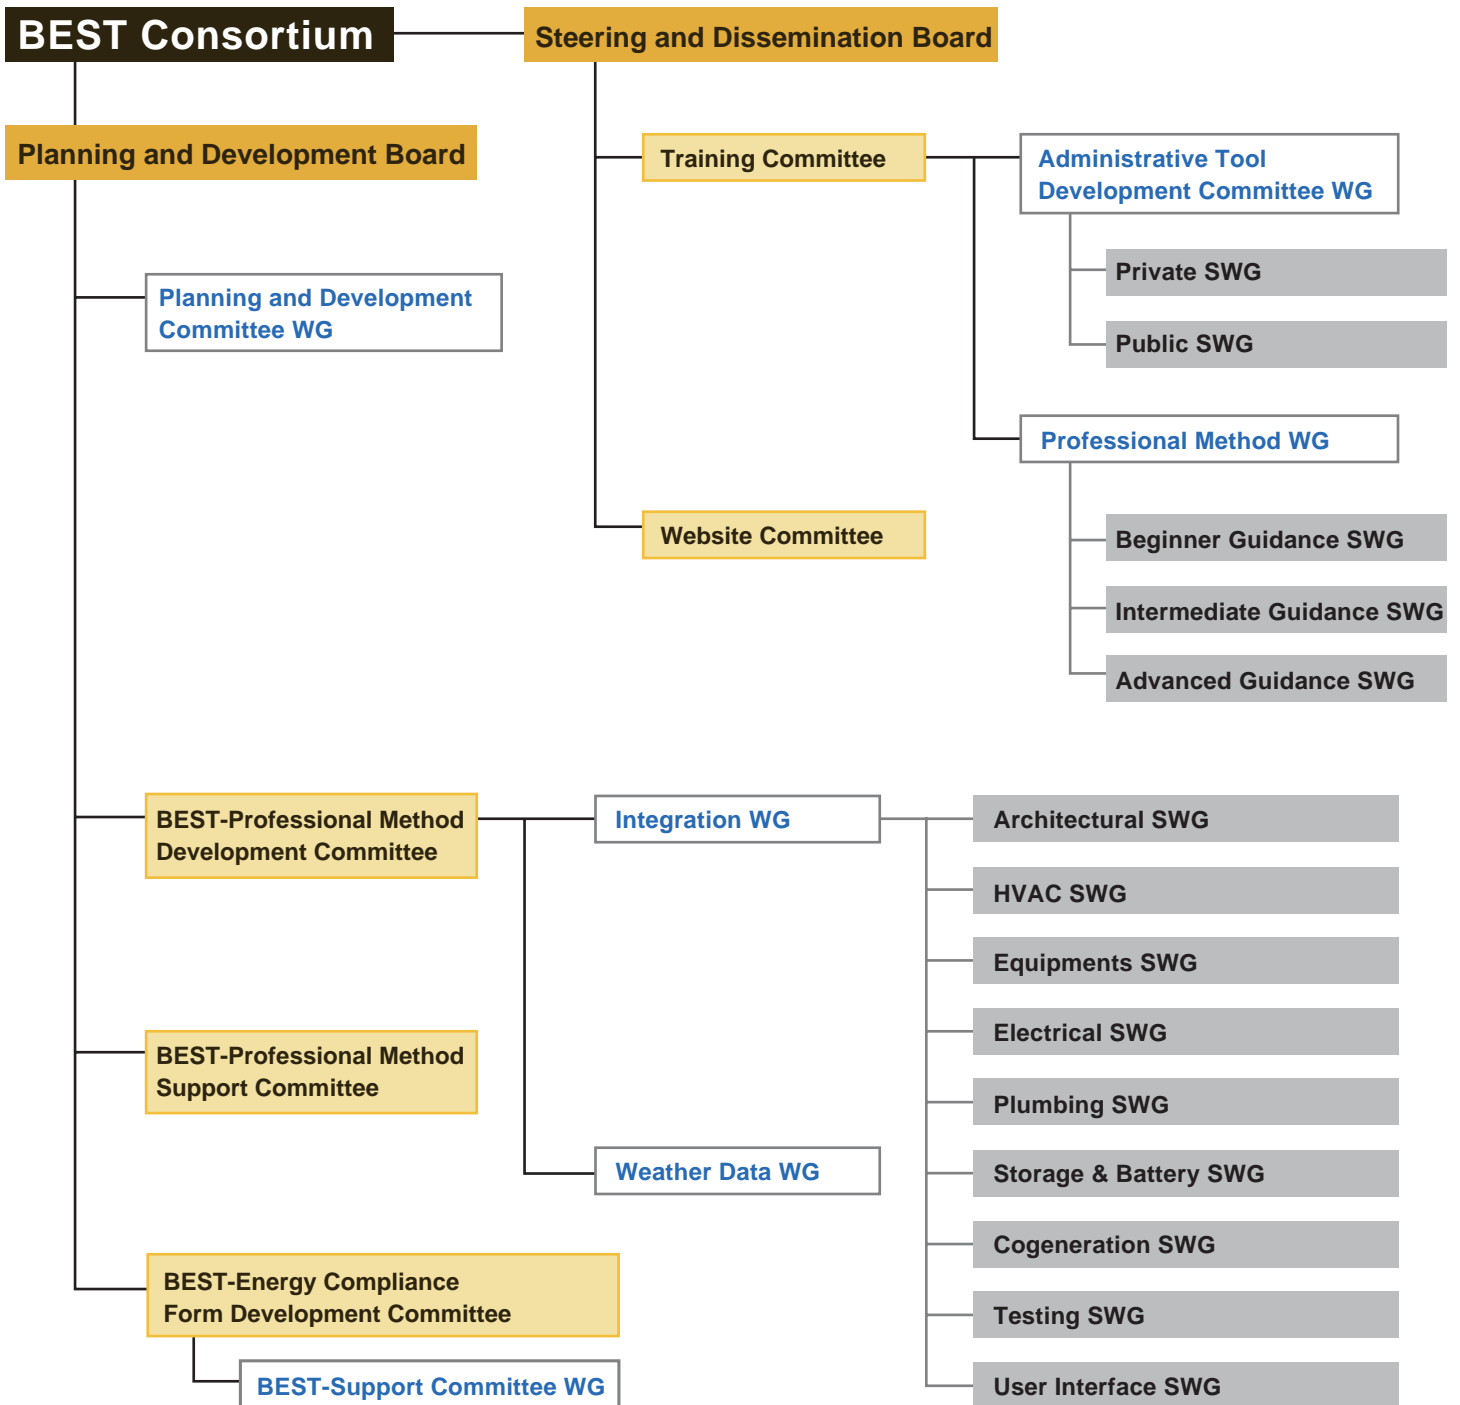 BEST Consortium
Steering and Dissemination Board
Planning and Development Board
Training Committee
Administrative Tool
Development Committee WG
Private SWG
Public SWG
Planning and Development
Committee WG
Professional Method WG
Website Committee
Beginner Guidance SWG
Intermediate Guidance SWG
Advanced Guidance SWG
BEST-Professional Method
Development Committee
Integration WG
Architectural SWG
HVAC SWG
Equipments SWG
Electrical SWG
BEST-Professional Method
Support Committee
Plumbing SWG
Weather Data WG
Storage & Battery SWG
Cogeneration SWG
BEST-Energy Compliance
Form Development Committee
Testing SWG
BEST-Support Committee WG
User Interface SWG